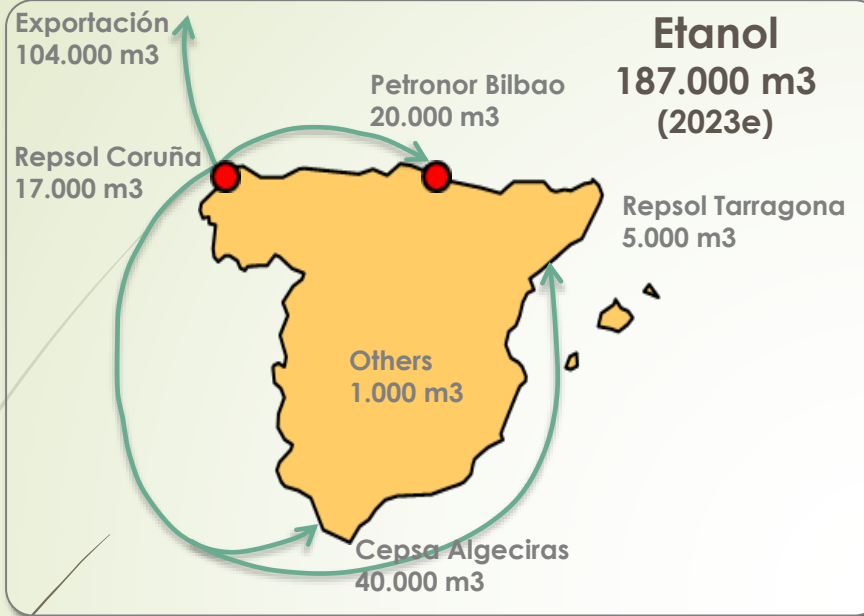 Exportación
104.000 m3
Etanol
187.000 m3
(2023e)
Petronor Bilbao
20.000 m3
Repsol Coruña
17.000 m3
Repsol Tarragona
5.000 m3
Others
1.000 m3
Cepsa Algeciras
40.000 m3